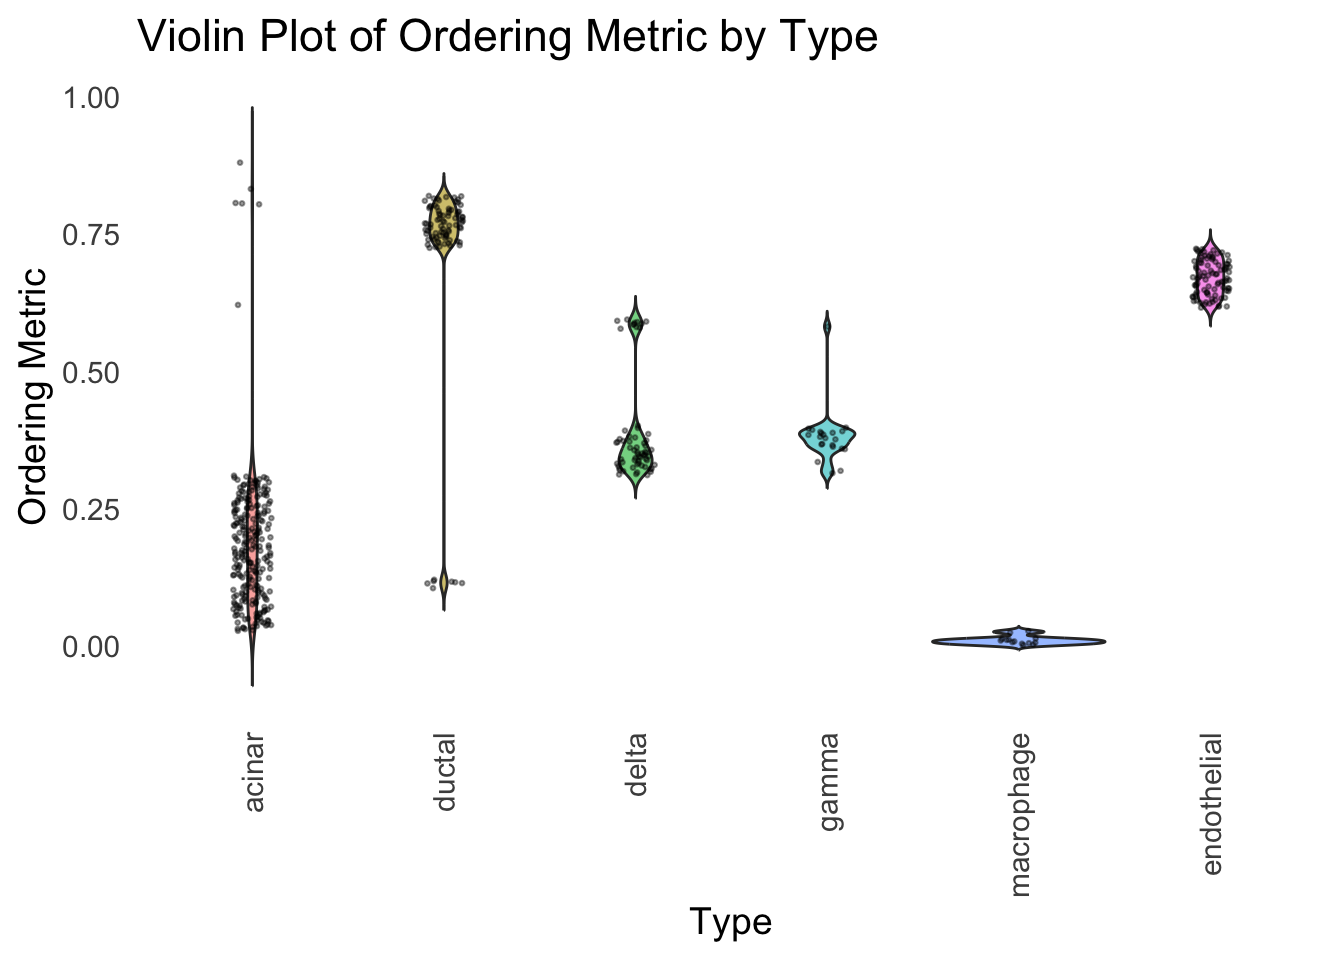 Violin Plot of Ordering Metric by Type
Ordering Metric
1.00
0.75
0.50
0.25
0.00
acinar
ductal
delta
gamma
macrophage
endothelial
Type